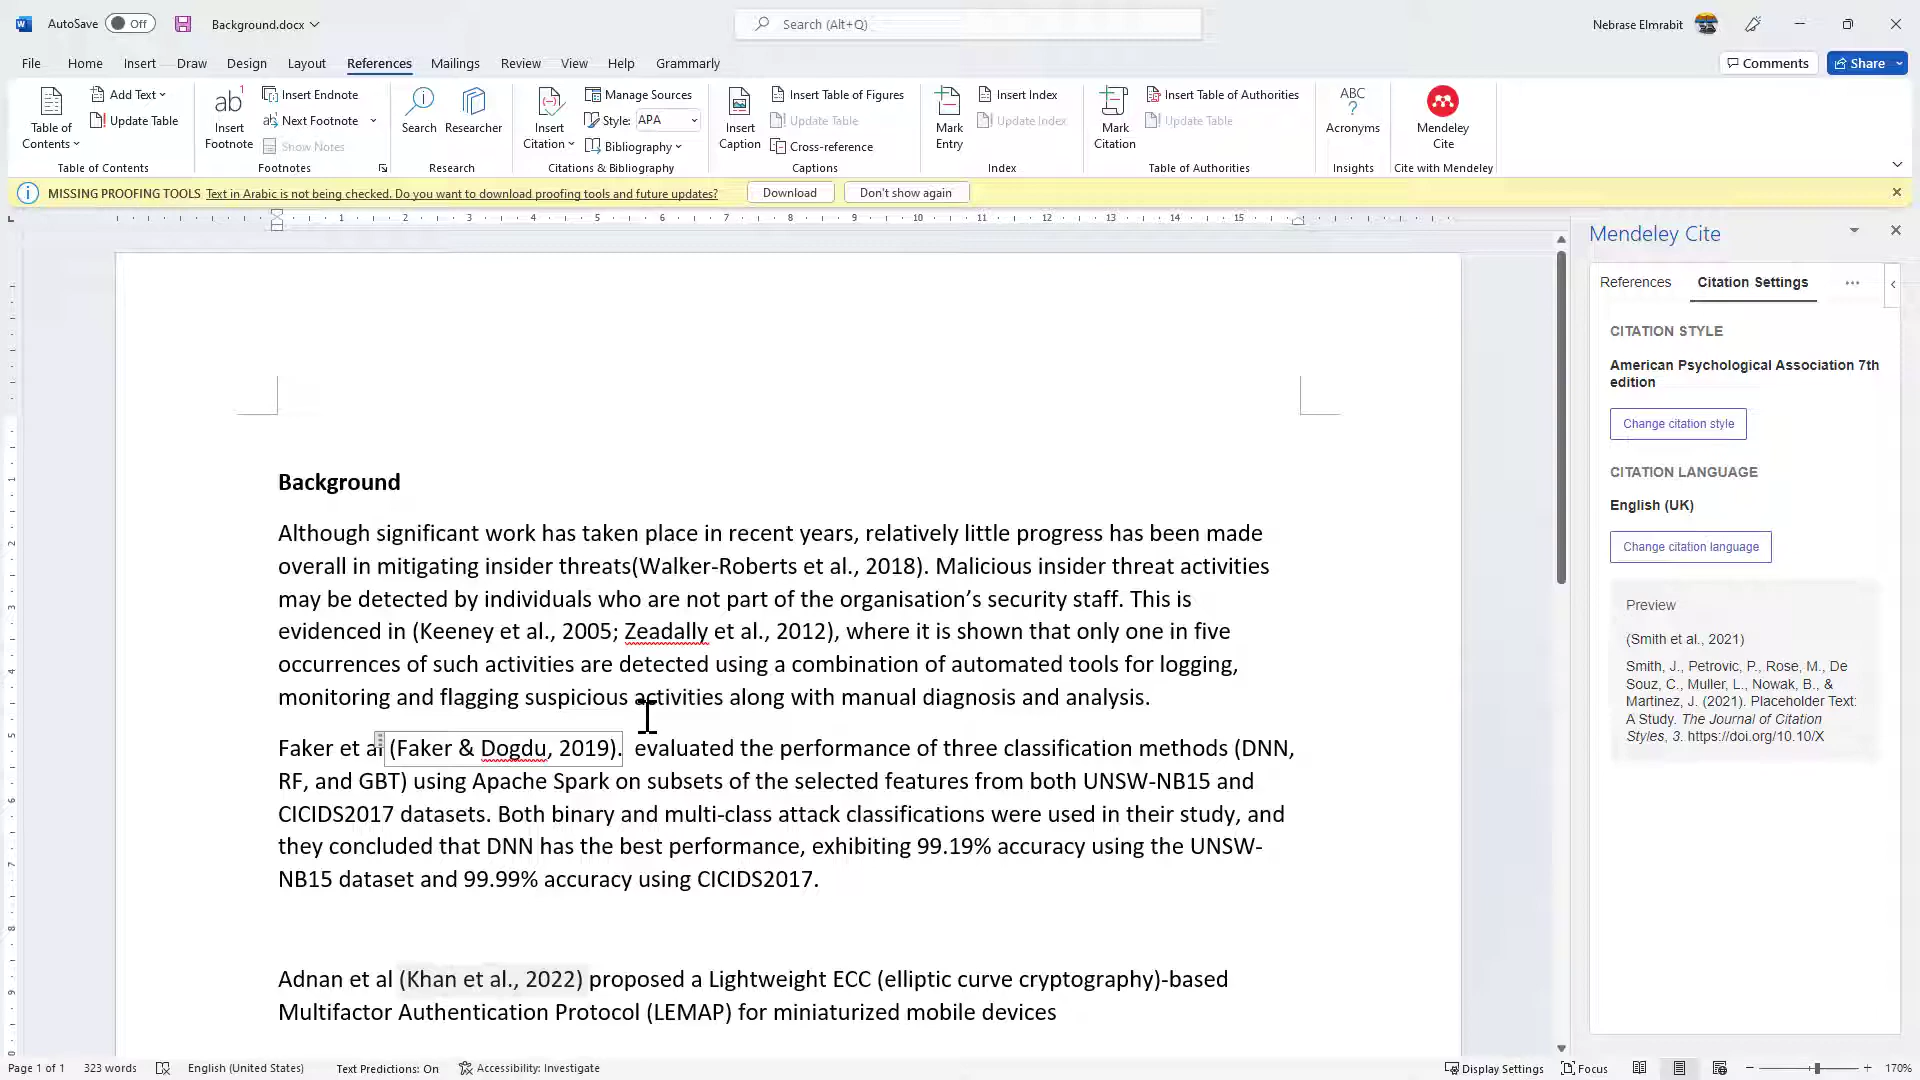 AutoSave Off Background.docx Search (Alt+Q) Nebrase Elmrabit
File Home Insert Draw Design Layout References Mailings Review View Help Grammarly Comments Share
Table of Contents
Add Text
Update Table
Table of Contents
ab
Insert Footnote
Insert Endnote
Next Footnote
Show Notes
Footnotes
Search
Researcher
Research
Insert Citation
Manage Sources
Style: APA
Bibliography
Citations & Bibliography
Insert Caption
Insert Table of Figures
Update Table
Cross-reference
Captions
Mark Entry
Insert Index
Update Index
Index
Mark Citation
Insert Table of Authorities
Update Table
Table of Authorities
ABC
?
Acronyms
Insights
Mendeley Cite
Cite with Mendeley
MISSING PROOFING TOOLS Text in Arabic is not being checked. Do you want to download proofing tools and future updates? Download Don't show again
1 2 3 4 5 6 7 8 9 10 11 12 13 14 15
Background
Although significant work has taken place in recent years, relatively little progress has been made
overall in mitigating insider threats(Walker-Roberts et al., 2018). Malicious insider threat activities
may be detected by individuals who are not part of the organisation’s security staff. This is
evidenced in (Keeney et al., 2005; Zeadally et al., 2012), where it is shown that only one in five
occurrences of such activities are detected using a combination of automated tools for logging,
monitoring and flagging suspicious activities along with manual diagnosis and analysis.
Faker et al (Faker & Dogdu, 2019). evaluated the performance of three classification methods (DNN,
RF, and GBT) using Apache Spark on subsets of the selected features from both UNSW-NB15 and
CICIDS2017 datasets. Both binary and multi-class attack classifications were used in their study, and
they concluded that DNN has the best performance, exhibiting 99.19% accuracy using the UNSW-
NB15 dataset and 99.99% accuracy using CICIDS2017.
Adnan et al (Khan et al., 2022) proposed a Lightweight ECC (elliptic curve cryptography)-based
Multifactor Authentication Protocol (LEMAP) for miniaturized mobile devices
Mendeley Cite
References Citation Settings
CITATION STYLE
American Psychological Association 7th
edition
Change citation style
CITATION LANGUAGE
English (UK)
Change citation language
Preview
(Smith et al., 2021)
Smith, J., Petrovic, P., Rose, M., De
Souz, C., Muller, L., Nowak, B., &
Martinez, J. (2021). Placeholder Text:
A Study. The Journal of Citation
Styles, 3. https://doi.org/10.10/X
Page 1 of 1 323 words English (United States) Text Predictions: On Accessibility: Investigate Display Settings Focus 170%